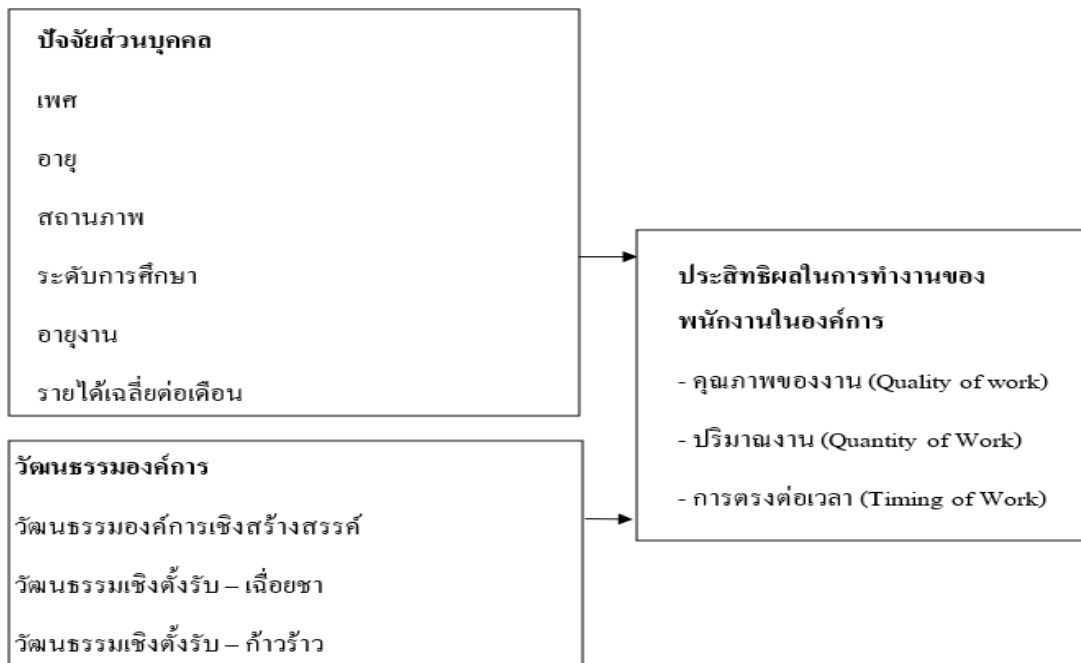 ปัจจัยส่วนบุคคล
เพศ
อายุ
สถานภาพ
ระดับการศึกษา
อายุงาน
รายได้เฉลี่ยต่อเดือน
วัฒนธรรมองค์การ
วัฒนธรรมองค์การเชิงสร้างสรรค์
วัฒนธรรมเชิงตั้งรับ – เฉื่อยชา
วัฒนธรรมเชิงตั้งรับ – ก้าวร้าว
ประสิทธิผลในการทำงานของ
พนักงานในองค์การ
- คุณภาพของงาน (Quality of work)
- ปริมาณงาน (Quantity of Work)
- การตรงต่อเวลา (Timing of Work)